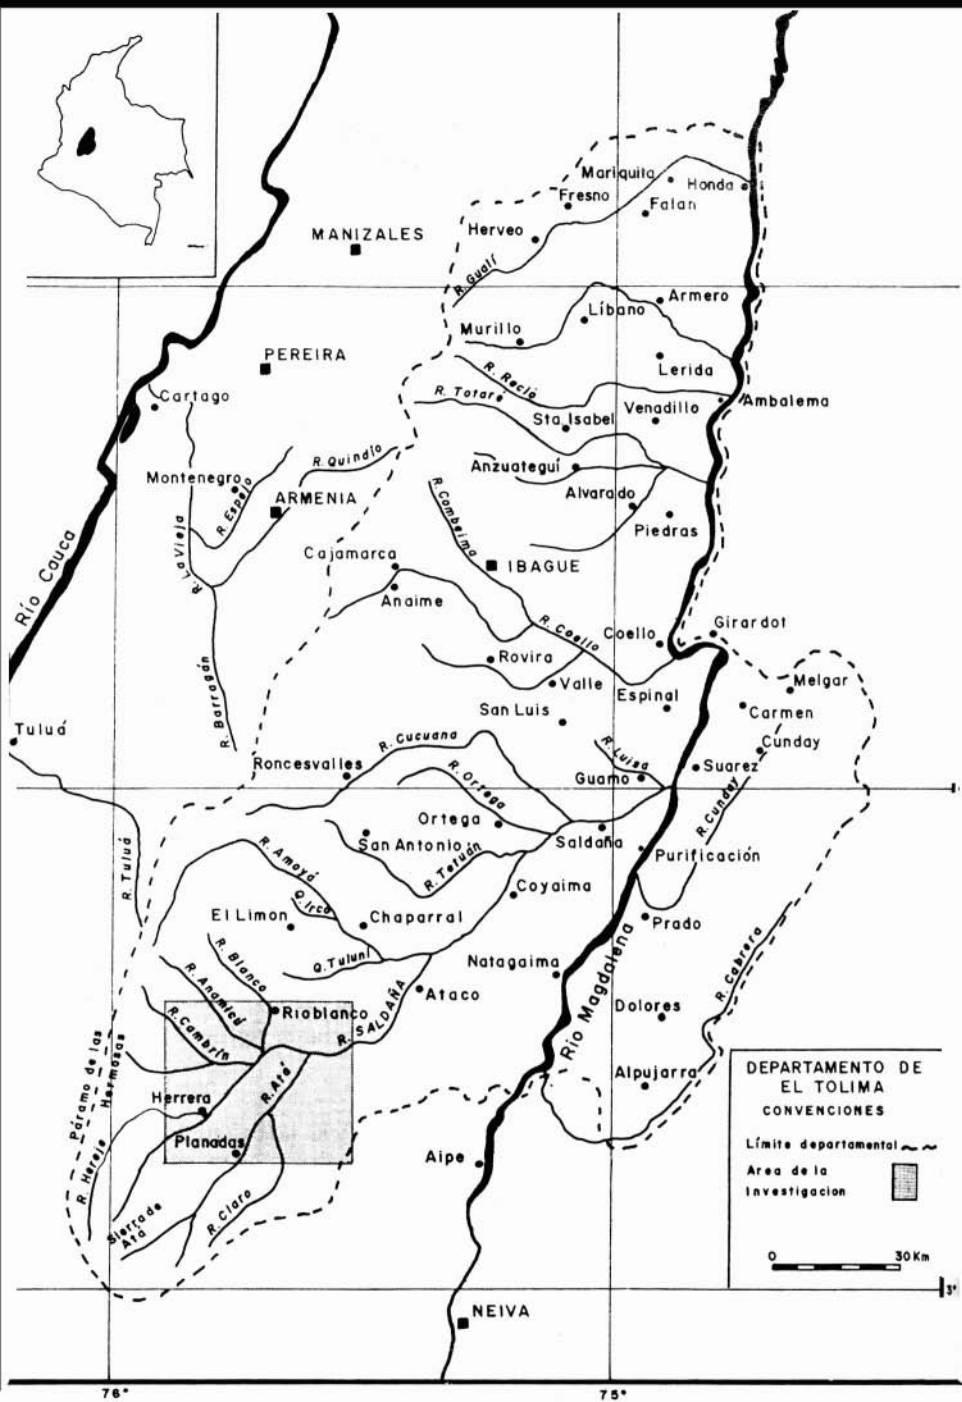 Mariquita
Honda
Fresno
Falan
MANIZALES
Herveo
R. Gualí
Armero
Líbano
Murillo
PEREIRA
Lerida
R. Recio
R. Totaré
Cartago
Venadillo
Ambalema
Sta Isabel
R. Quindío
Anzuateguí
Montenegro
R. Espejo
ARMENIA
R. Combeima
Alvarado
Piedras
R. La Vieja
Río Cauca
Cajamarca
IBAGUE
Anaime
R. Coello
Coello
Girardot
Rovira
R. Barragán
Valle
Espinal
Melgar
San Luis
Carmen
Tuluá
R. Cucuana
R. Luisa
Cunday
Roncesvalles
R. Ortega
Guamo
Suarez
R. Cunday
Ortega
San Antonio
Saldaña
R. Tuluá
R. Amoyá
R. Tetuán
Purificación
Coyaima
Q. Irco
El Limon
Chaparral
Prado
R. Blanco
Q. Tuluní
Natagaima
Río Magdalena
R. Cabrera
R. Anamicú
Ataco
Dolores
Rioblanco
R. SALDAÑA
R. Cambrín
Páramo de las
Hermosas
R. Atá
Alpujarra
Herrera
Planadas
Aipe
R. Hereje
R. Claro
Sierra de
Atá
DEPARTAMENTO DE
EL TOLIMA
CONVENCIONES
Límite departamental
Area de la
Investigacion
0 30 Km
3°
NEIVA
76° 75°